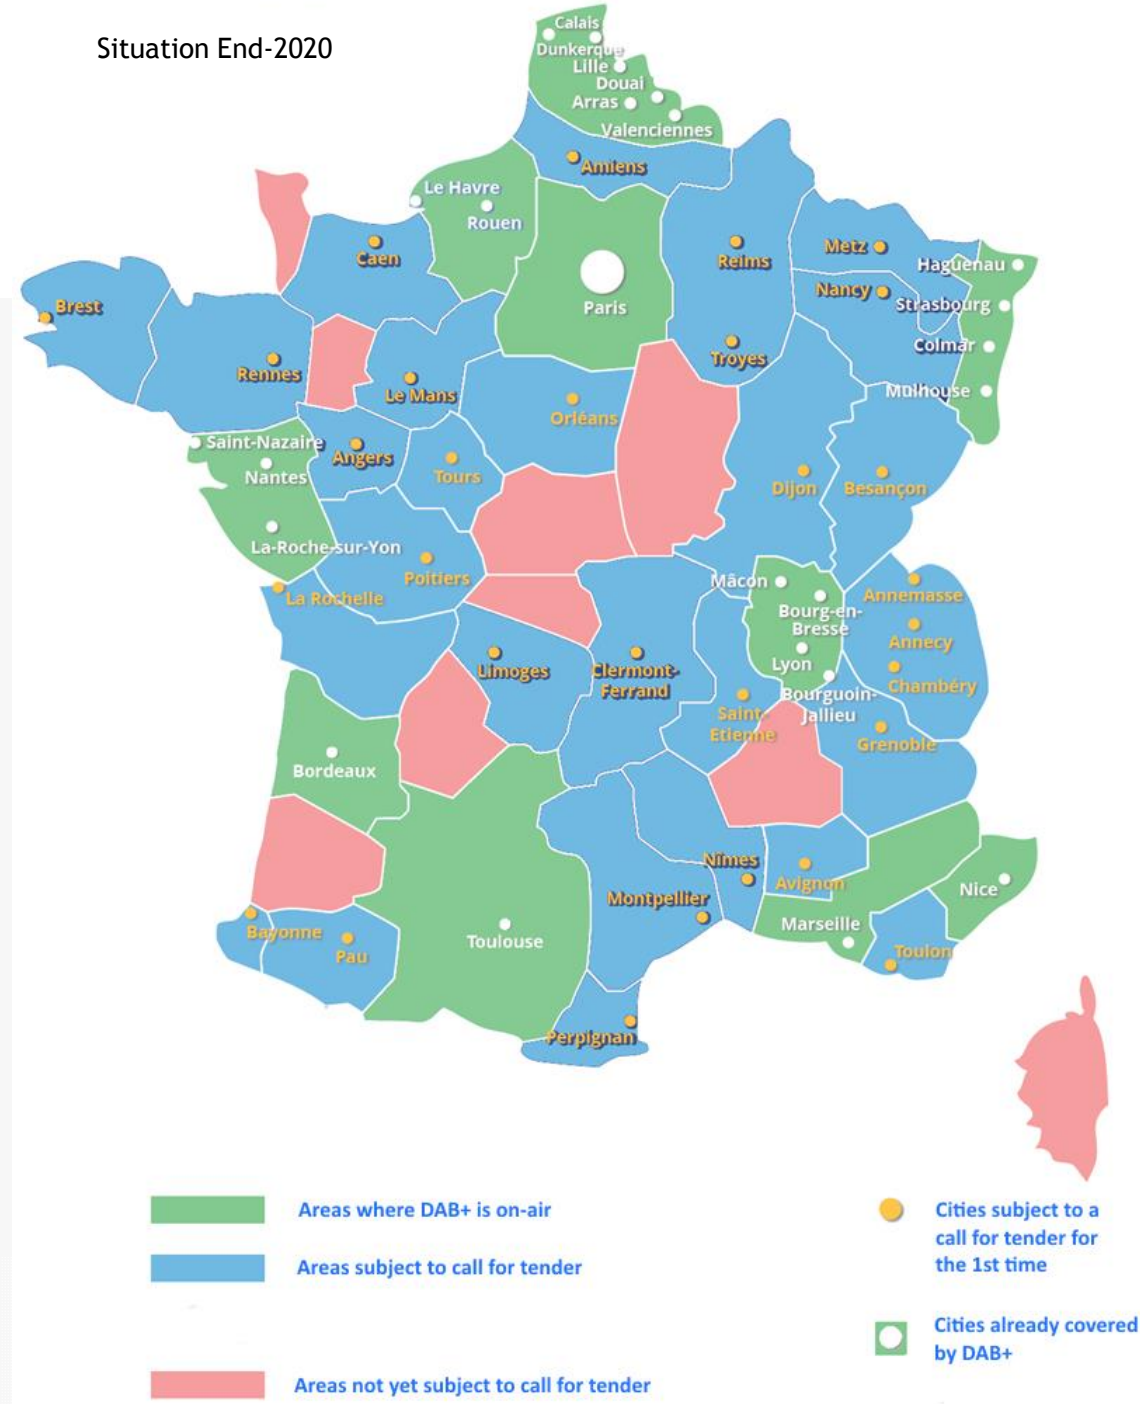 Situation End-2020
Calais
Dunkerque
Lille
Douai
Arras
Valenciennes
Amiens
Le Havre
Rouen
Caen
Paris
Reims
Metz
Haguenau
Nancy
Strasbourg
Brest
Colmar
Troyes
Rennes
Mulhouse
Le Mans
Orléans
Saint-Nazaire
Angers
Nantes
Tours
Dijon
Besançon
La-Roche-sur-Yon
Poitiers
Mâcon
La Rochelle
Annemasse
Bourg-en-
Bresse
Annecy
Lyon
Limoges
Clermont-
Ferrand
Chambéry
Bourguoin-
Jallieu
Saint-
Etienne
Grenoble
Bordeaux
Nîmes
Avignon
Nice
Montpellier
Marseille
Bayonne
Toulouse
Pau
Toulon
Perpignan
Areas where DAB+ is on-air
Areas subject to call for tender
Areas not yet subject to call for tender
Cities subject to a
call for tender for
the 1st time
Cities already covered
by DAB+